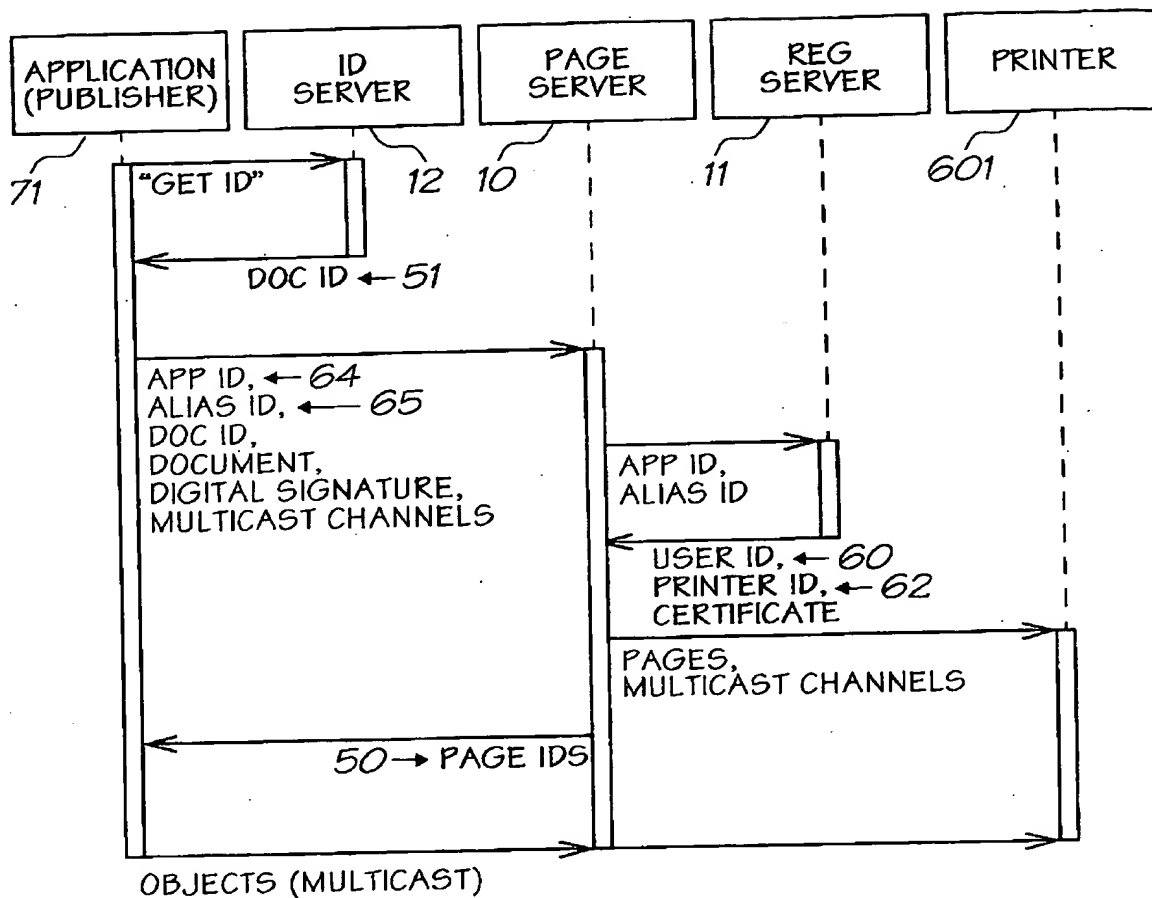 APPLICATION
(PUBLISHER)
ID
SERVER
PAGE
SERVER
REG
SERVER
PRINTER
71
12
10
11
601
"GET ID"
DOC ID ← 51
APP ID, ← 64
ALIAS ID, ← 65
DOC ID,
DOCUMENT,
DIGITAL SIGNATURE,
MULTICAST CHANNELS
APP ID,
ALIAS ID
USER ID, ← 60
PRINTER ID, ← 62
CERTIFICATE
PAGES,
MULTICAST CHANNELS
50 → PAGE IDS
OBJECTS (MULTICAST)